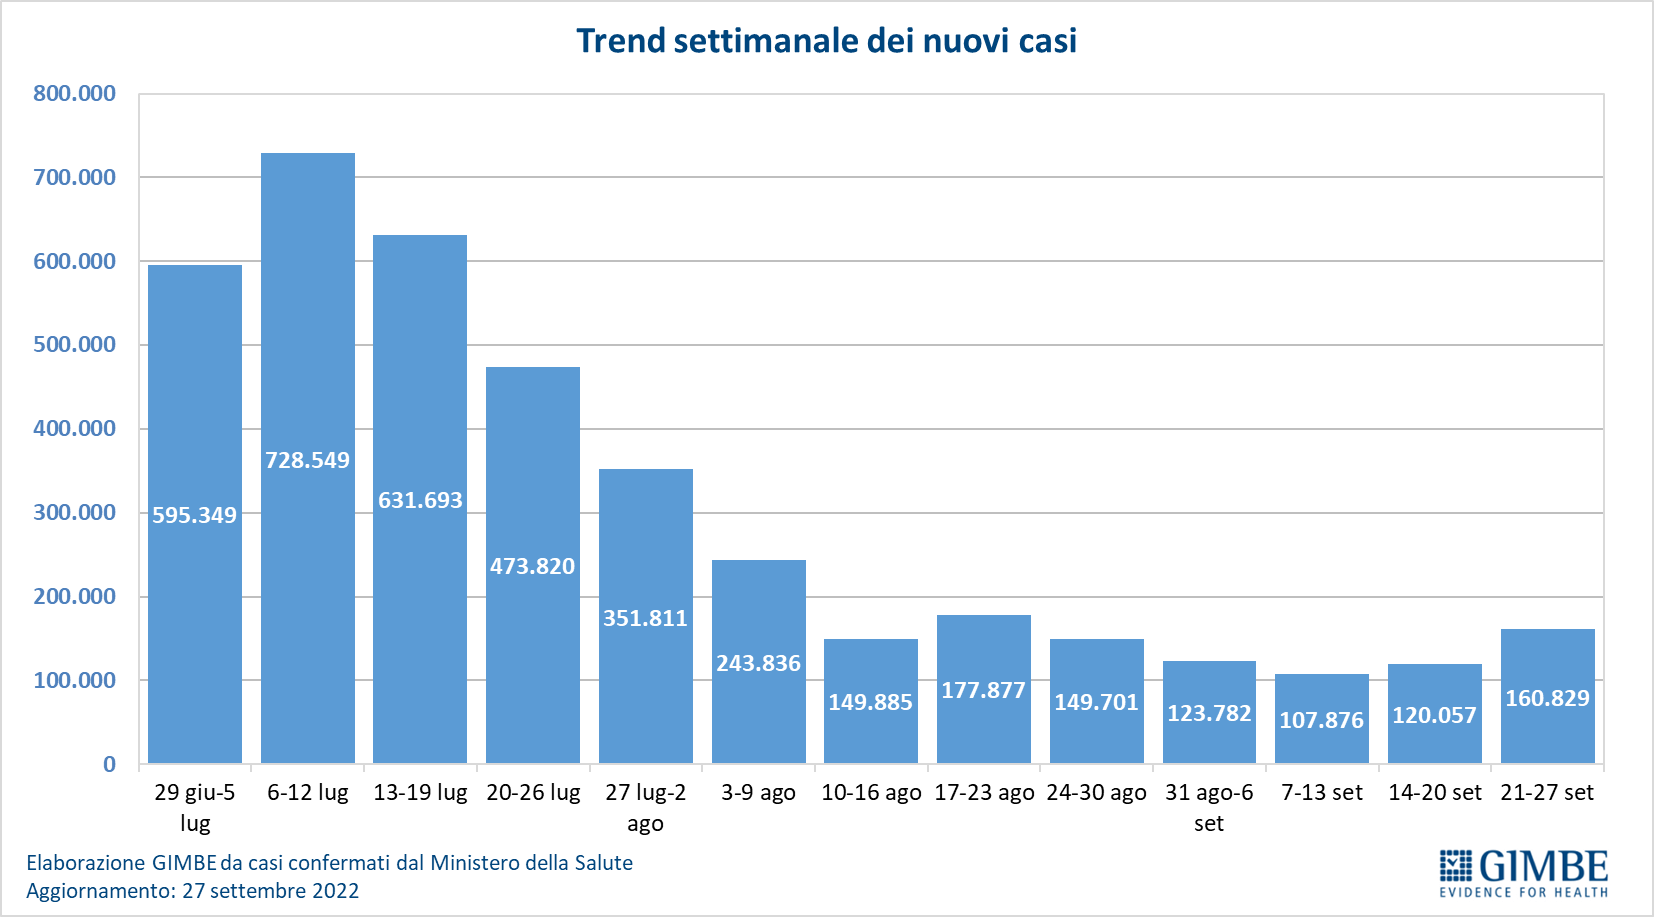 Trend settimanale dei nuovi casi
800.000
700.000
600.000
500.000
400.000
300.000
200.000
100.000
0
595.349
728.549
631.693
473.820
351.811
243.836
149.885
177.877
149.701
123.782
107.876
120.057
160.829
29 giu-5
lug
6-12 lug
13-19 lug
20-26 lug
27 lug-2
ago
3-9 ago
10-16 ago
17-23 ago
24-30 ago
31 ago-6
set
7-13 set
14-20 set
21-27 set
Elaborazione GIMBE da casi confermati dal Ministero della Salute
Aggiornamento: 27 settembre 2022
GIMBE
EVIDENCE FOR HEALTH